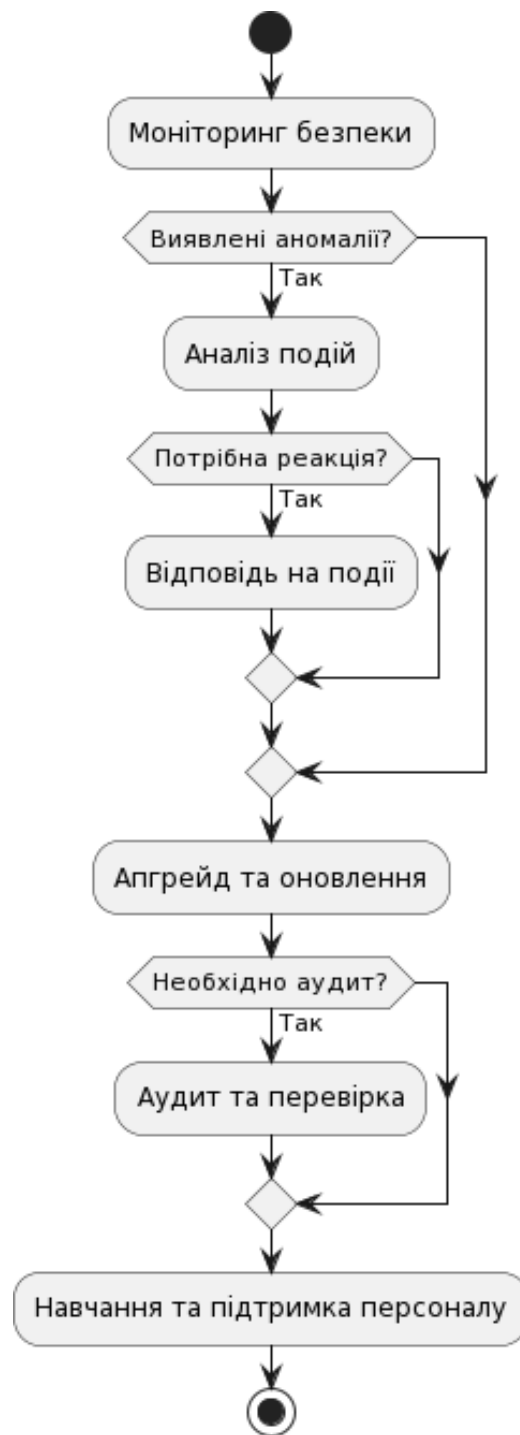 Моніторинг безпеки
Виявлені аномалії?
Так
Аналіз подій
Потрібна реакція?
Так
Відповідь на події
Апгрейд та оновлення
Необхідно аудит?
Так
Аудит та перевірка
Навчання та підтримка персоналу